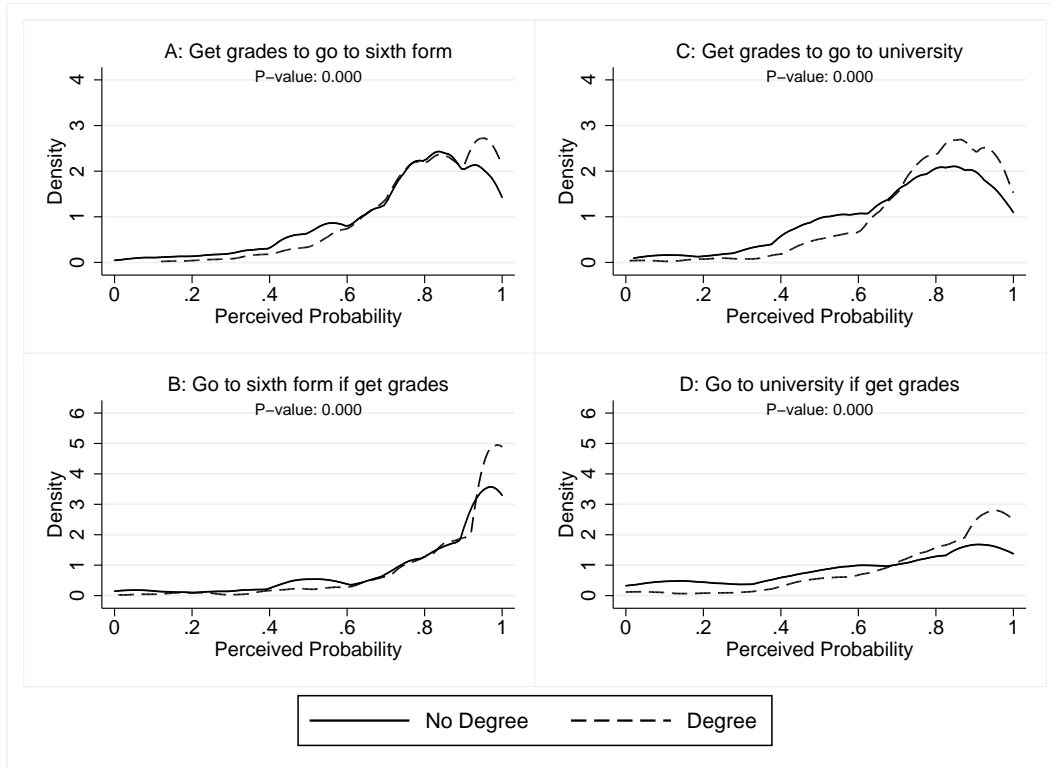 A: Get grades to go to sixth form
P−value: 0.000
4
3
2
1
0
Density
0 .2 .4 .6 .8 1
Perceived Probability
C: Get grades to go to university
P−value: 0.000
4
3
2
1
0
Density
0 .2 .4 .6 .8 1
Perceived Probability
B: Go to sixth form if get grades
P−value: 0.000
6
5
4
3
2
1
0
Density
0 .2 .4 .6 .8 1
Perceived Probability
D: Go to university if get grades
P−value: 0.000
6
5
4
3
2
1
0
Density
0 .2 .4 .6 .8 1
Perceived Probability
No Degree Degree